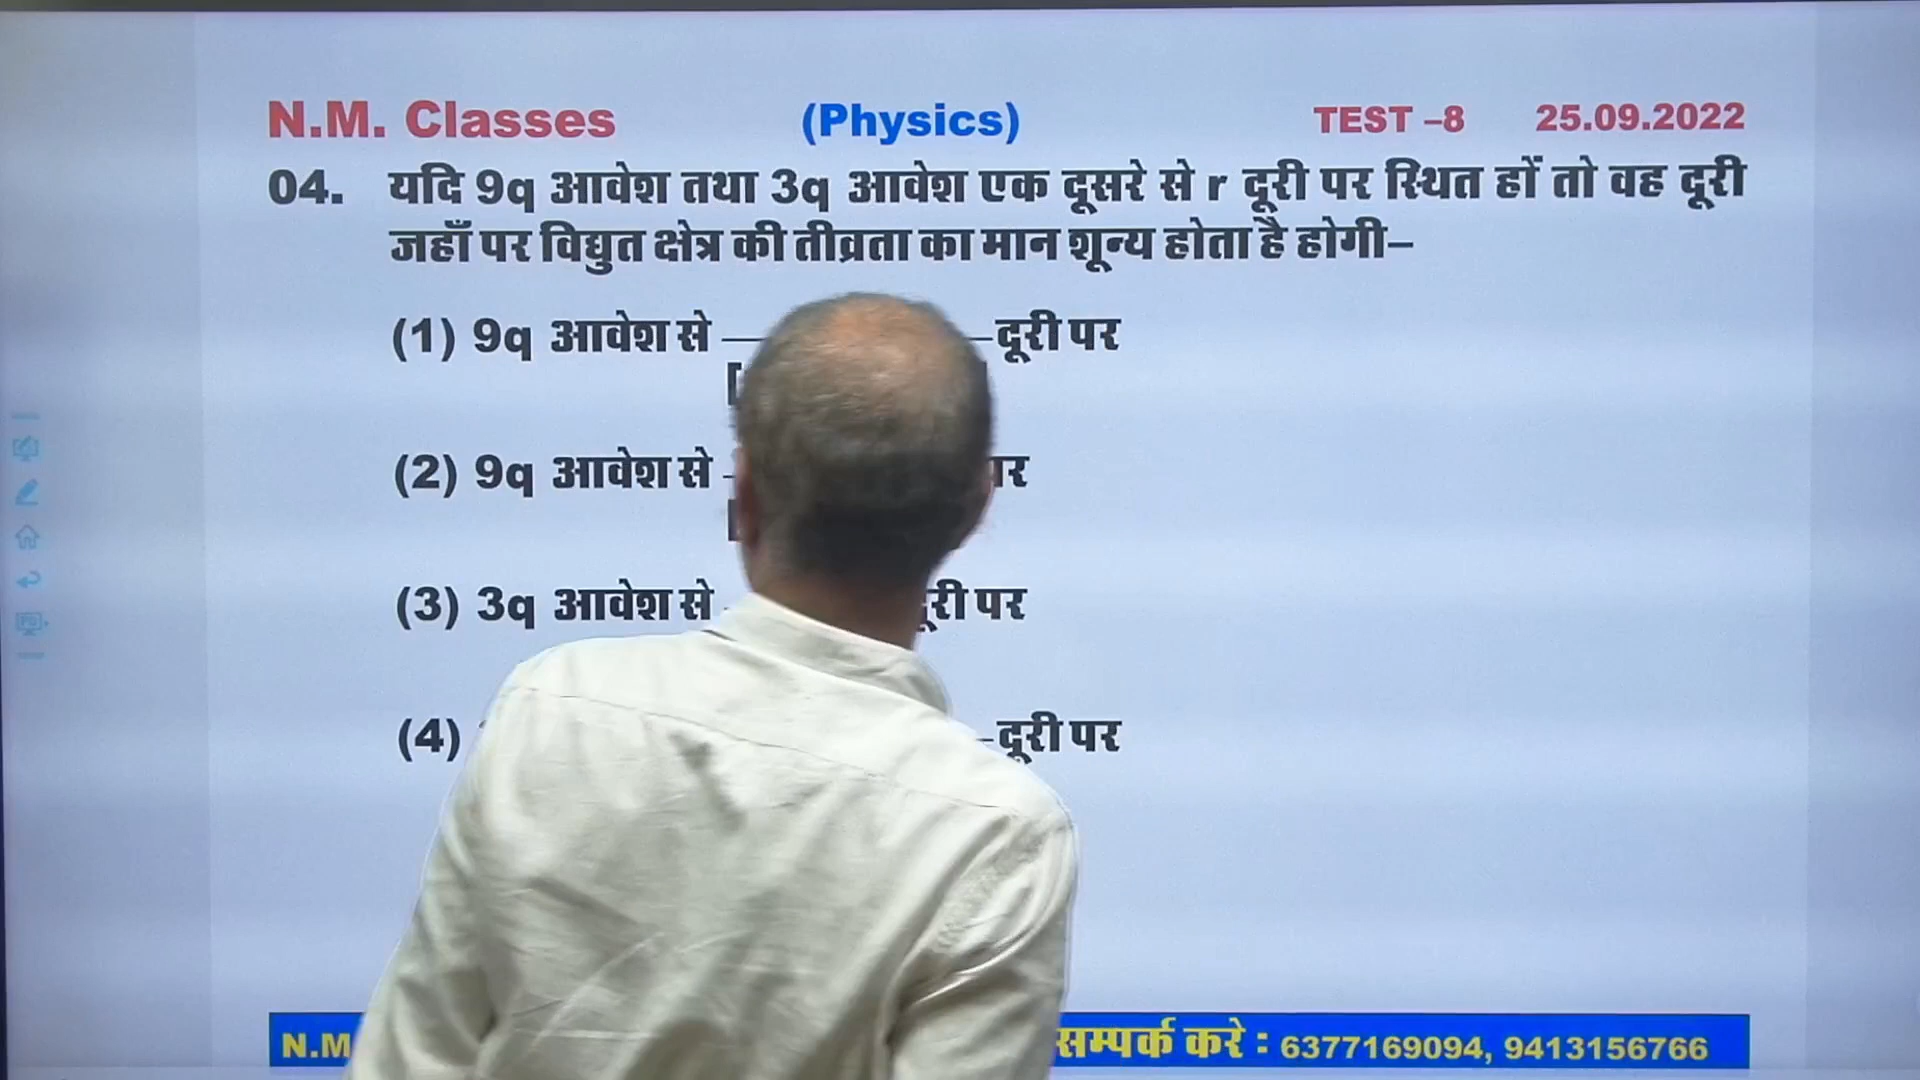 N.M. Classes (Physics) TEST –8 25.09.2022
04. यदि 9q आवेश तथा 3q आवेश एक दूसरे से r दूरी पर स्थित हों तो वह दूरी
जहाँ पर विद्युत क्षेत्र की तीव्रता का मान शून्य होता है होगी–
(1) 9q आवेश से दूरी पर
(2) 9q आवेश से
(3) 3q आवेश से पर
(4) दूरी पर
सम्पर्क करे : 6377169094, 9413156766